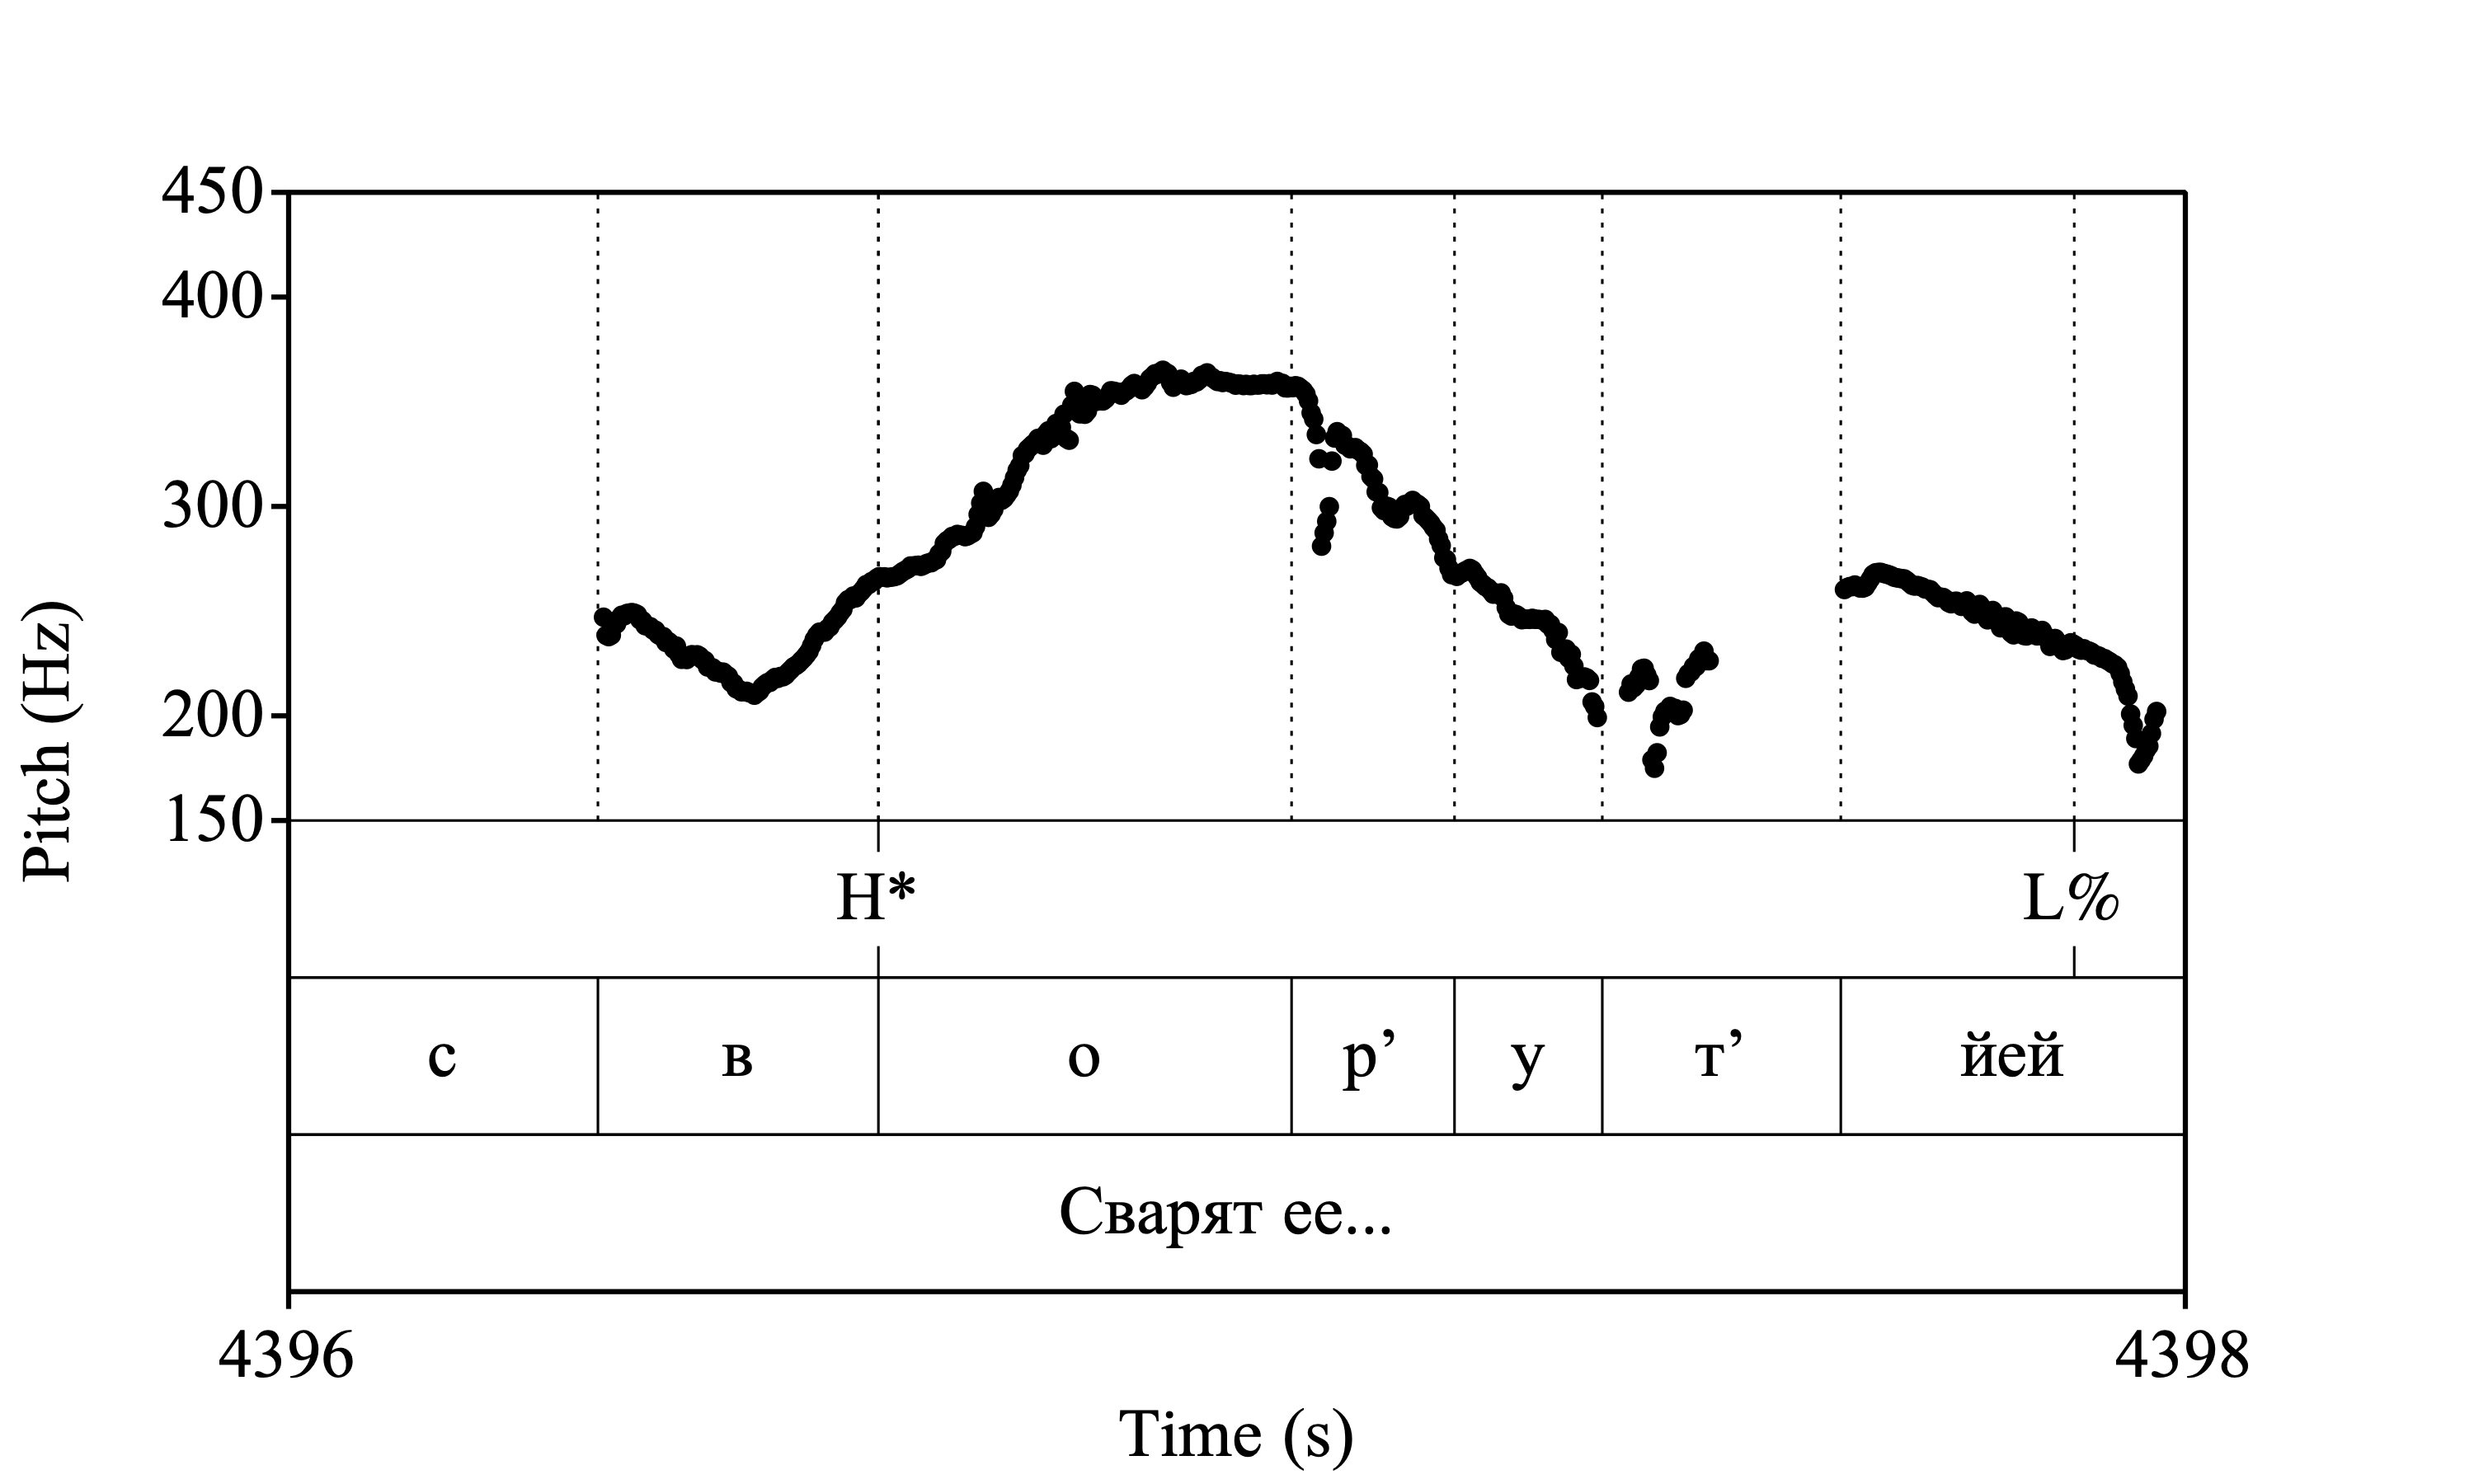 450
400
300
200
150
Pitch (Hz)
H* L%
с в о р’ у т’ йей
Сварят ее...
4396 4398
Time (s)